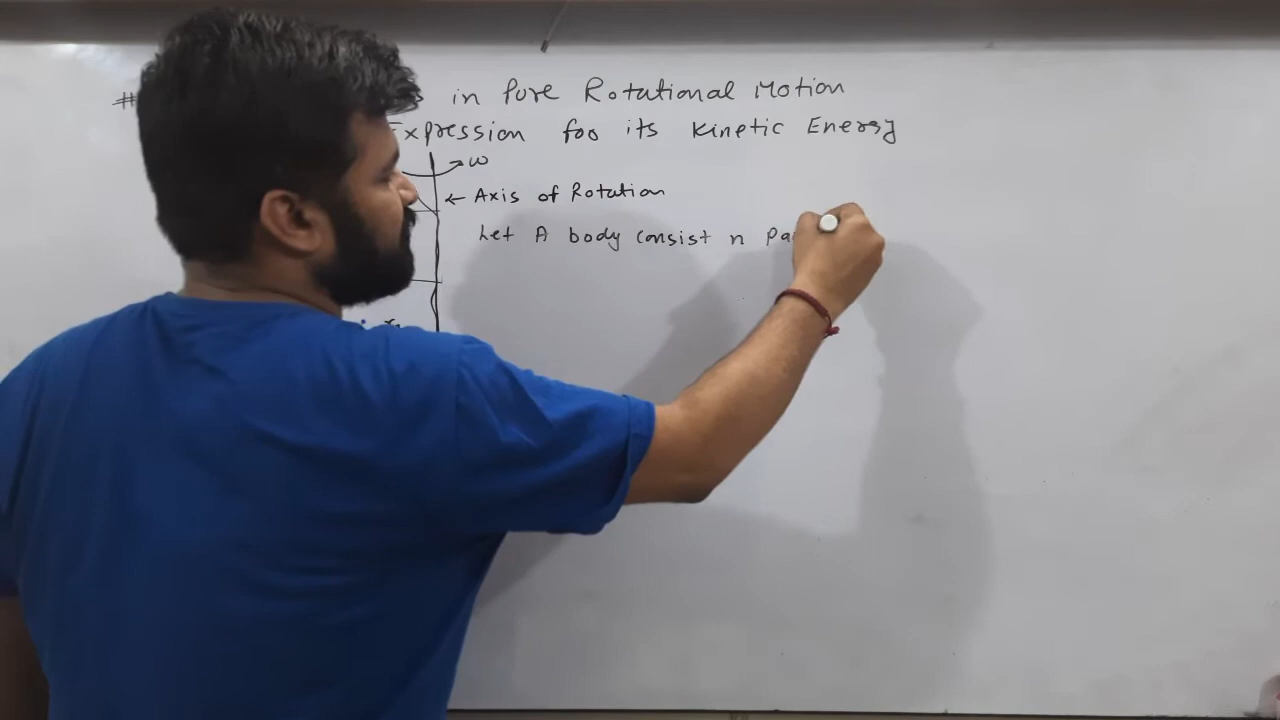 # in Pure Rotational Motion
Expression for its Kinetic Energy
ω
← Axis of Rotation
Let A body consist n Pa